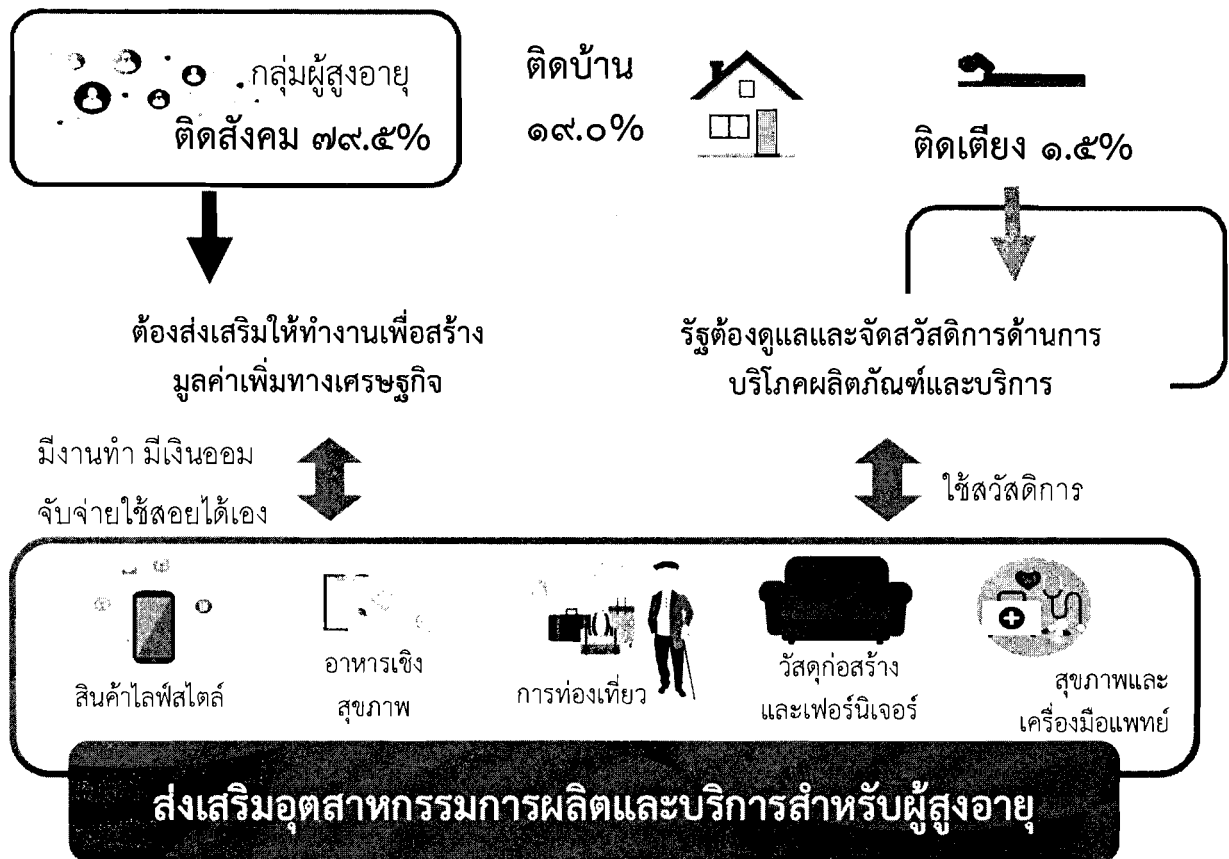 กลุ่มผู้สูงอายุ
ติดสังคม ๗๙.๕%
ติดบ้าน
๑๙.๐%
ติดเตียง ๑.๕%
ต้องส่งเสริมให้ทำงานเพื่อสร้าง
มูลค่าเพิ่มทางเศรษฐกิจ
รัฐต้องดูแลและจัดสวัสดิการด้านการ
บริโภคผลิตภัณฑ์และบริการ
มีงานทำ มีเงินออม
จับจ่ายใช้สอยได้เอง
ใช้สวัสดิการ
สินค้าไลฟ์สไตล์
อาหารเชิง
สุขภาพ
การท่องเที่ยว
วัสดุก่อสร้าง
และเฟอร์นิเจอร์
สุขภาพและ
เครื่องมือแพทย์
ส่งเสริมอุตสาหกรรมการผลิตและบริการสำหรับผู้สูงอายุ